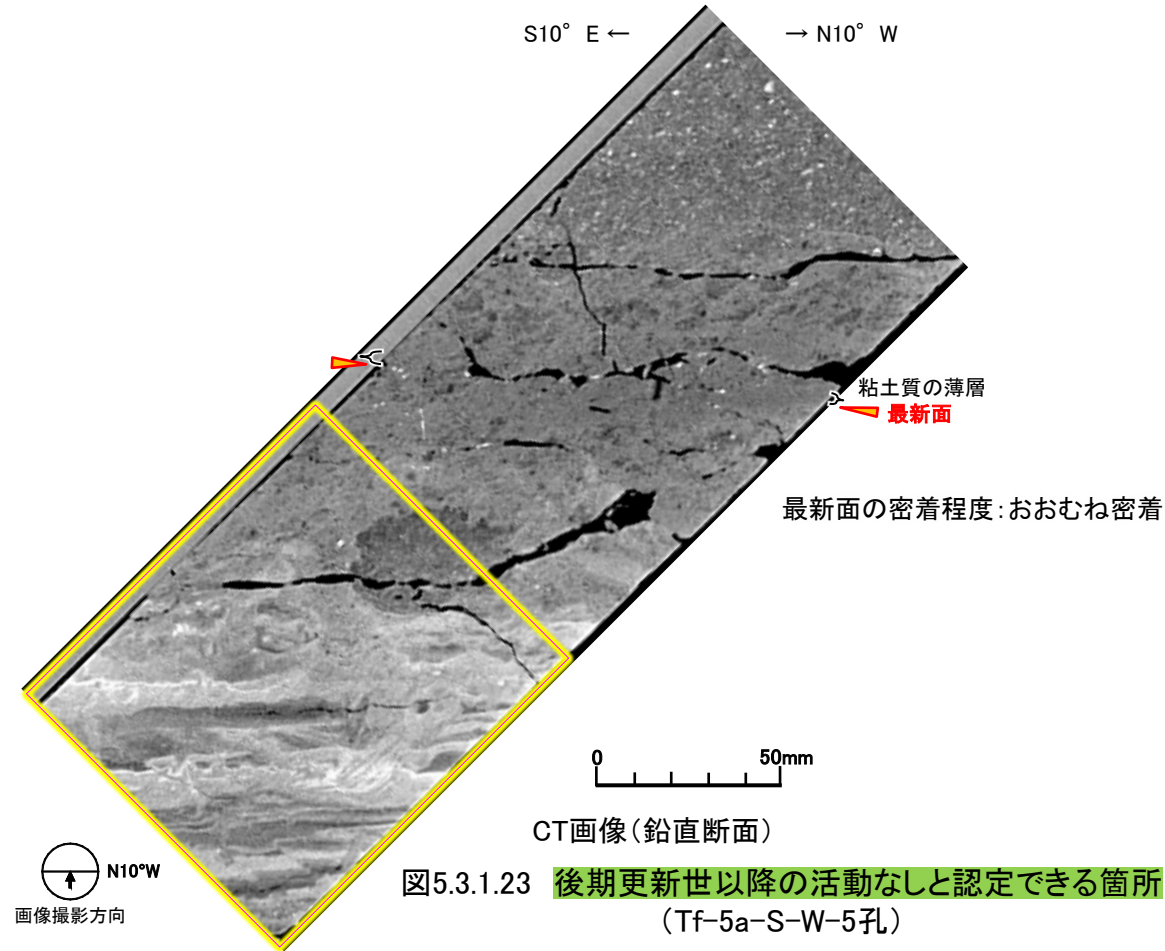 S10° E ← → N10° W
粘土質の薄層
最新面
最新面の密着程度:おおむね密着
0 50mm
CT画像(鉛直断面)
N10°W
画像撮影方向
図5.3.1.23 後期更新世以降の活動なしと認定できる箇所
(Tf-5a-S-W-5孔)